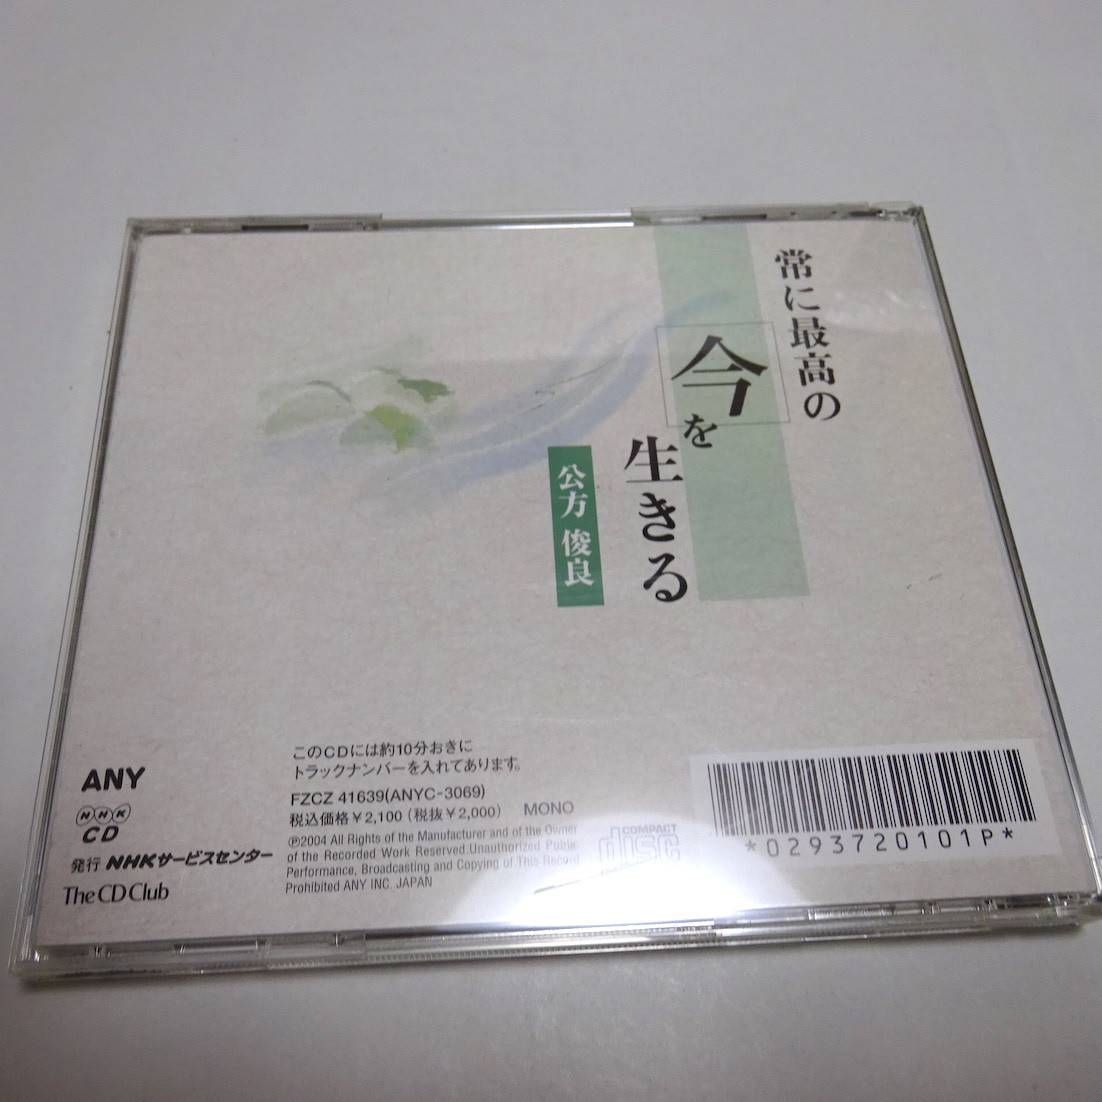 常に最高の
今を
生きる
公方 俊良
このCDには約10分おきに
トラックナンバーを入れてあります。
FZCZ 41639(ANYC-3069)
税込価格¥2,100 (税抜¥2,000) MONO
℗2004 All Rights of the Manufacturer and of the Owner
of the Recorded Work Reserved.Unauthorized Public
Performance, Broadcasting and Copying of This Record
Prohibited ANY INC. JAPAN
ANY
NHK
CD
発行 NHKサービスセンター
The CD Club
COMPACT
disc
*0293720101P*